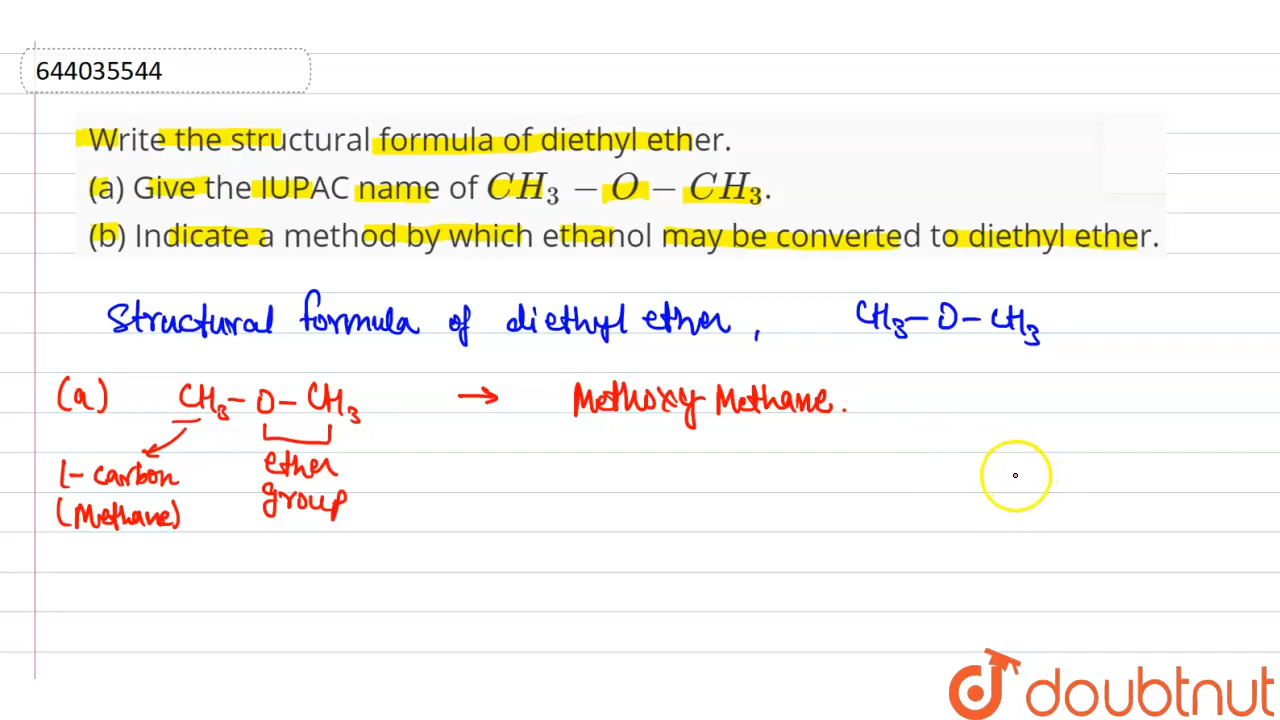 644035544
Write the structural formula of diethyl ether.
(a) Give the IUPAC name of CH₃ − O − CH₃.
(b) Indicate a method by which ethanol may be converted to diethyl ether.
Structural formula of diethyl ether, CH₃ – O – CH₃
(a) CH₃ – O – CH₃ → Methoxy Methane.
1- carbon
(Methane)
ether
group
doubtnut